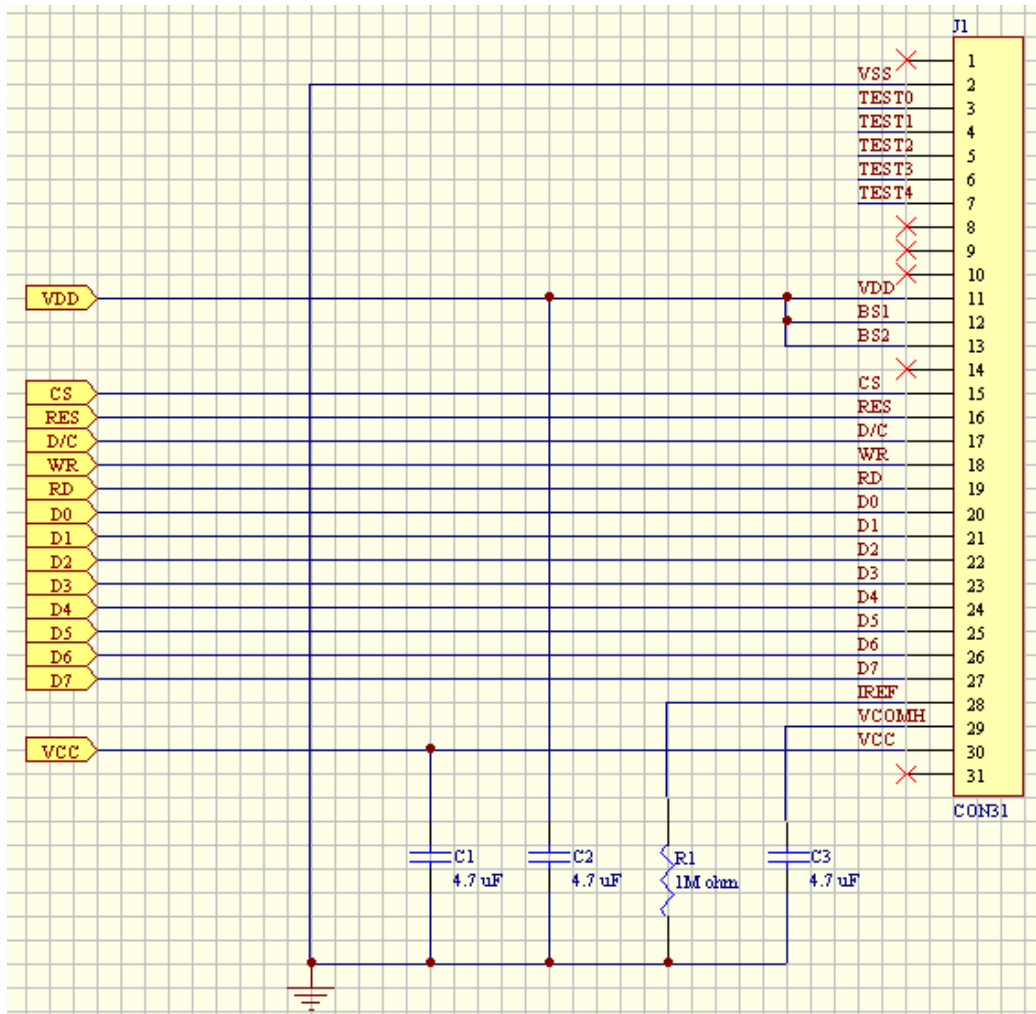 J1
1
VSS 2
TEST0 3
TEST1 4
TEST2 5
TEST3 6
TEST4 7
8
9
10
VDD VDD 11
BS1 12
BS2 13
14
CS CS 15
RES RES 16
D/C D/C 17
WR WR 18
RD RD 19
D0 D0 20
D1 D1 21
D2 D2 22
D3 D3 23
D4 D4 24
D5 D5 25
D6 D6 26
D7 D7 27
IREF 28
VCOMH 29
VCC VCC 30
31
CON31
C1 C2 R1 C3
4.7 uF 4.7 uF 1M ohm 4.7 uF